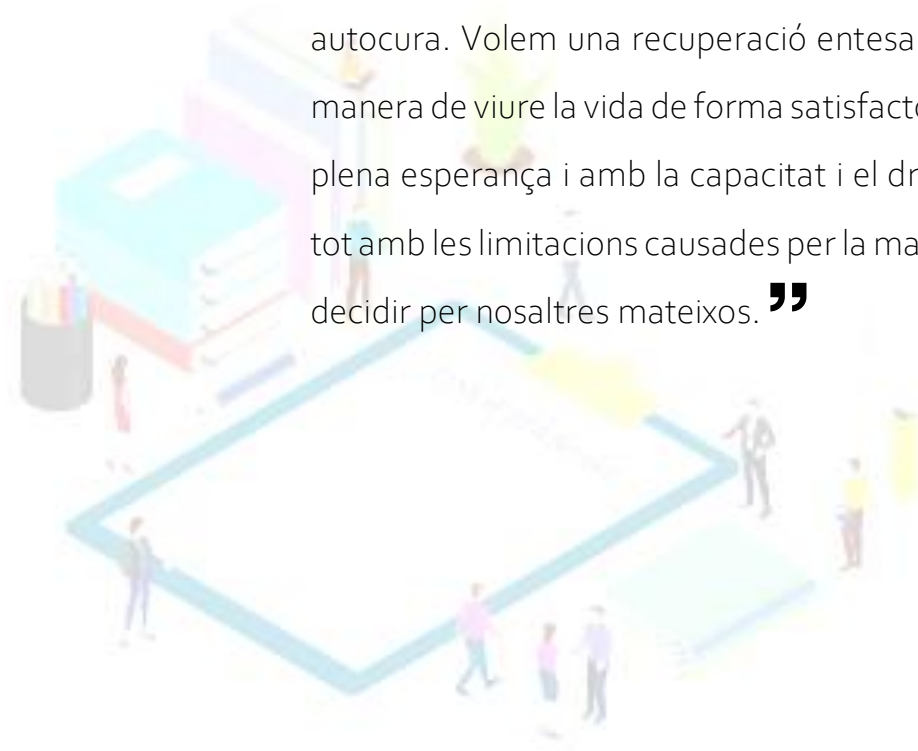 autocura. Volem una recuperació entesa
manera de viure la vida de forma satisfact
plena esperança i amb la capacitat i el dr
tot amb les limitacions causades per la ma
decidir per nosaltres mateixos.”